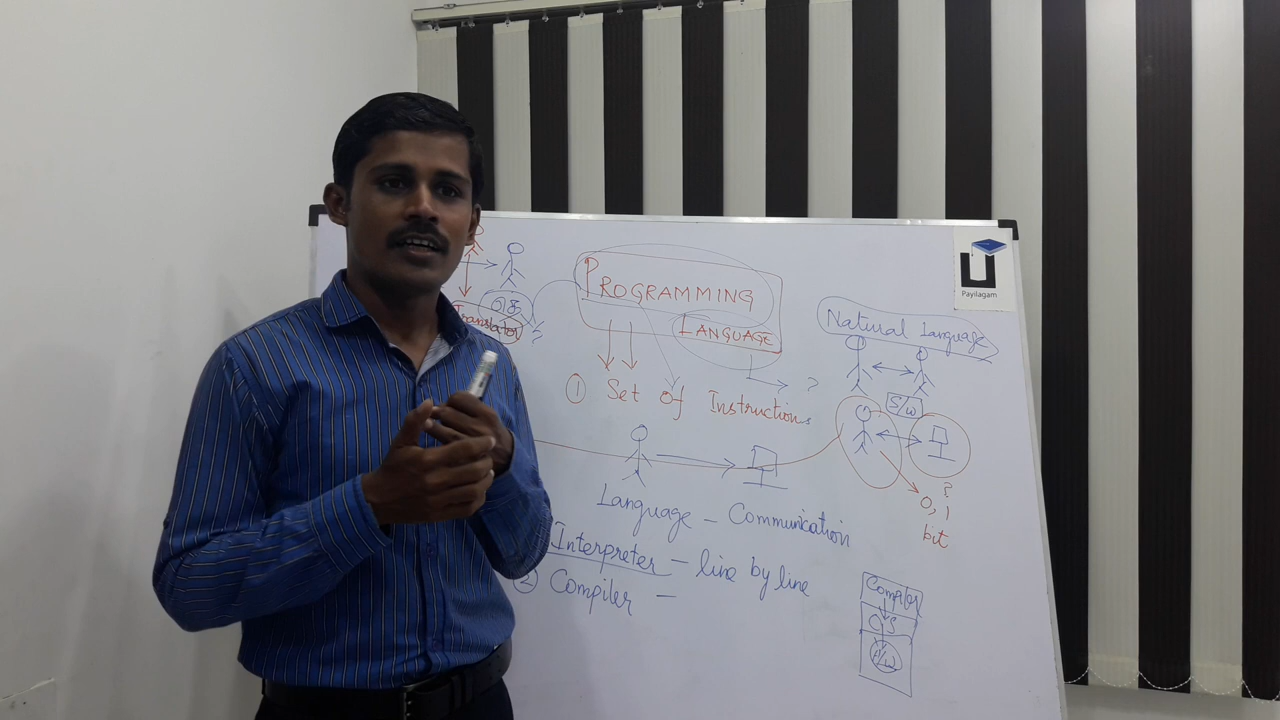 Payilagam
PROGRAMMING
LANGUAGE
Translator
?
?
① Set Of Instructions
Natural Language
S/W
?
0, 1
bit
Language - Communication
Interpreter - line by line
② Compiler -
Compiler
OS
H/W